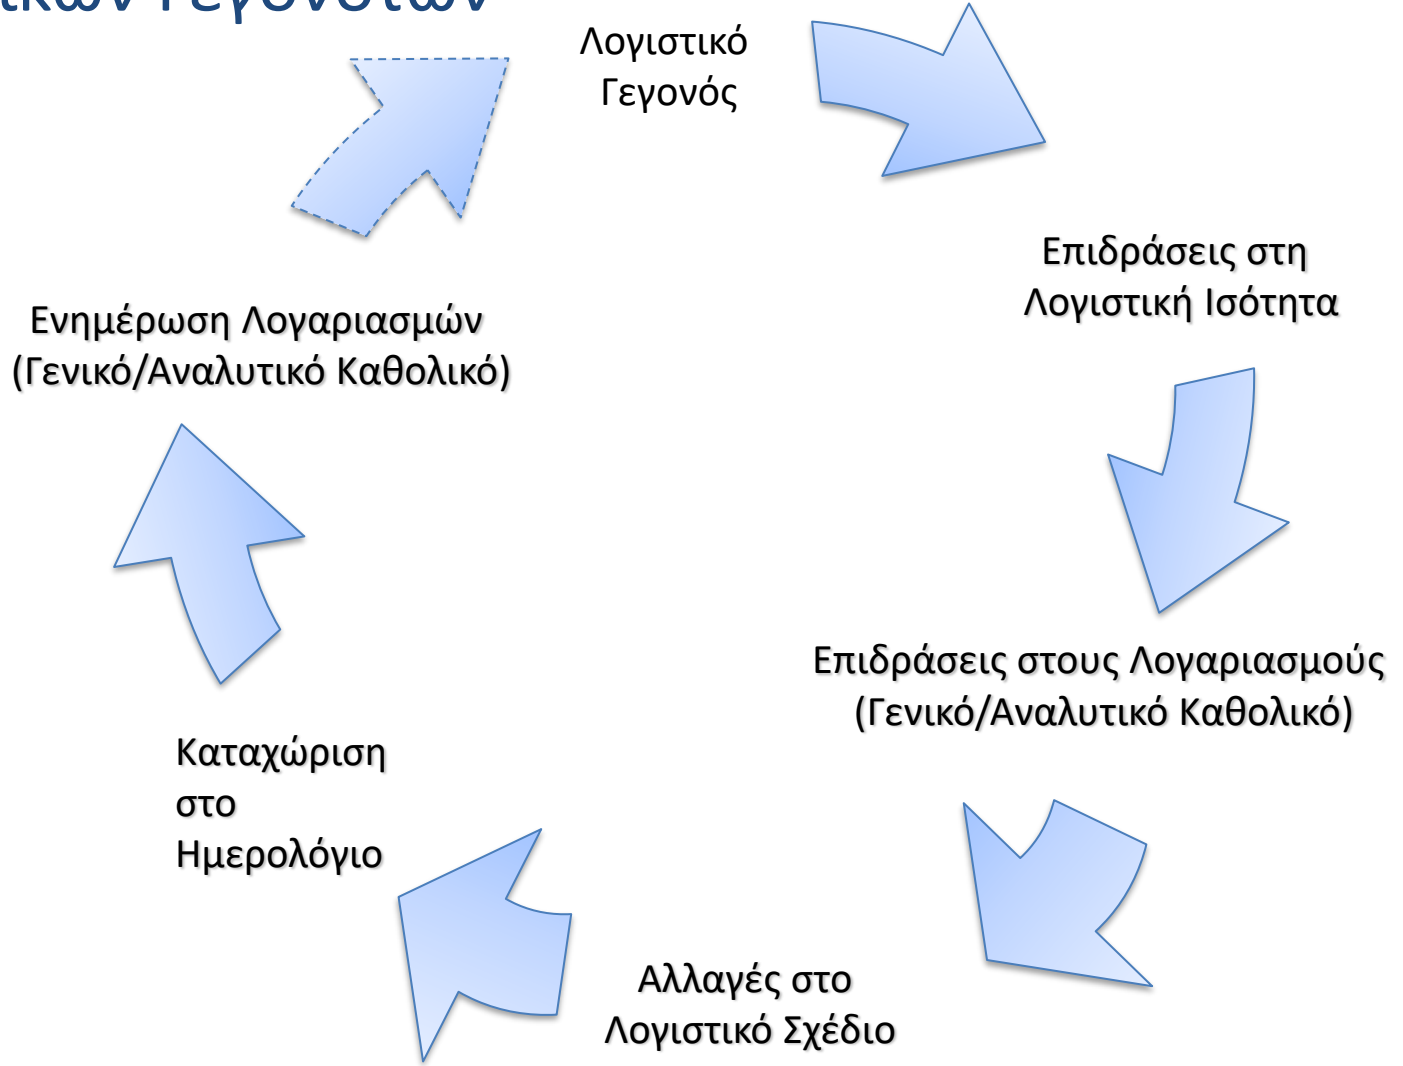 Γεγονότων
Λογιστικό
Γεγονός
Επιδράσεις στη
Λογιστική Ισότητα
Επιδράσεις στους Λογαριασμούς
(Γενικό/Αναλυτικό Καθολικό)
Αλλαγές στο
Λογιστικό Σχέδιο
Καταχώριση
στο
Ημερολόγιο
Ενημέρωση Λογαριασμών
(Γενικό/Αναλυτικό Καθολικό)